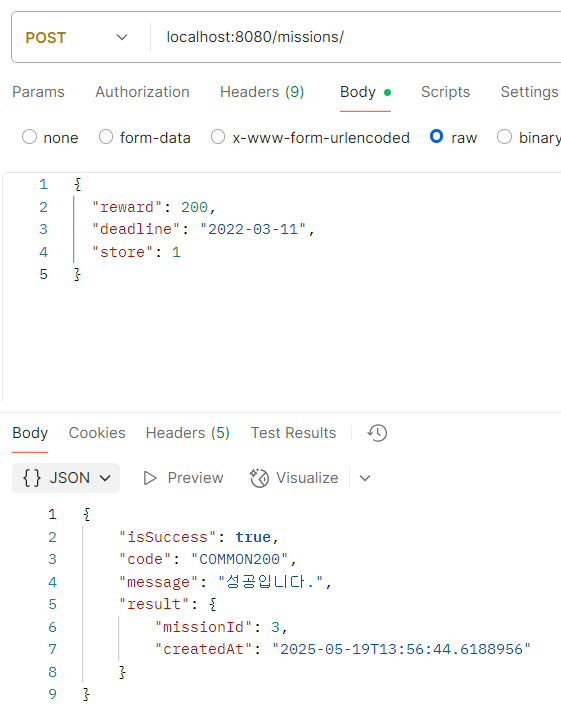 POST localhost:8080/missions/
Params Authorization Headers (9) Body Scripts Settings
none form-data x-www-form-urlencoded raw binary
1 {
2 "reward": 200,
3 "deadline": "2022-03-11",
4 "store": 1
5 }
Body Cookies Headers (5) Test Results
{} JSON Preview Visualize
1 {
2 "isSuccess": true,
3 "code": "COMMON200",
4 "message": "성공입니다.",
5 "result": {
6 "missionId": 3,
7 "createdAt": "2025-05-19T13:56:44.6188956"
8 }
9 }